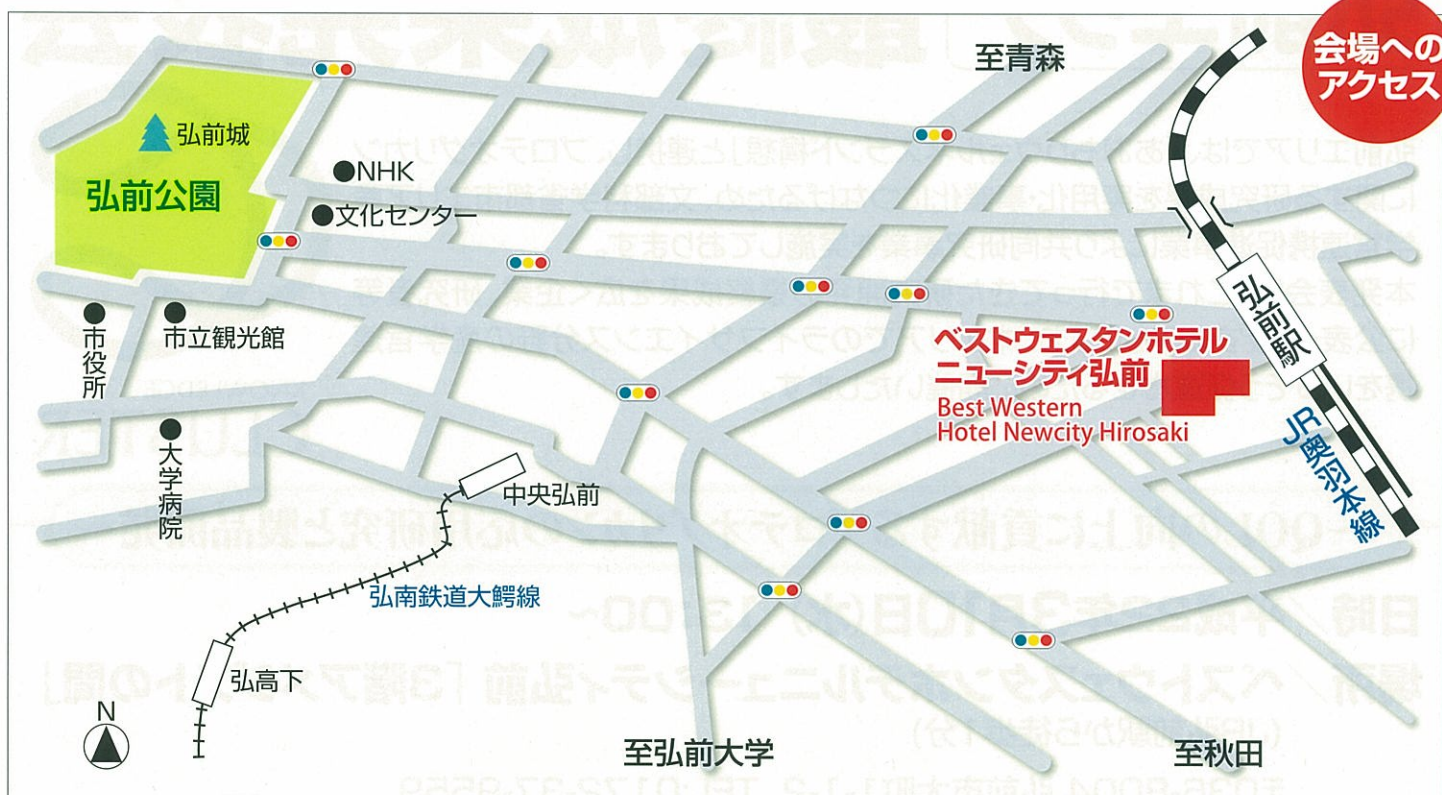 会場への
アクセス
至青森
弘前城
弘前公園
NHK
文化センター
市役所
市立観光館
大学病院
弘前駅
ベストウェスタンホテル
ニューシティ弘前
Best Western
Hotel Newcity Hirosaki
JR奥羽本線
中央弘前
弘南鉄道大鰐線
弘高下
N
至弘前大学
至秋田